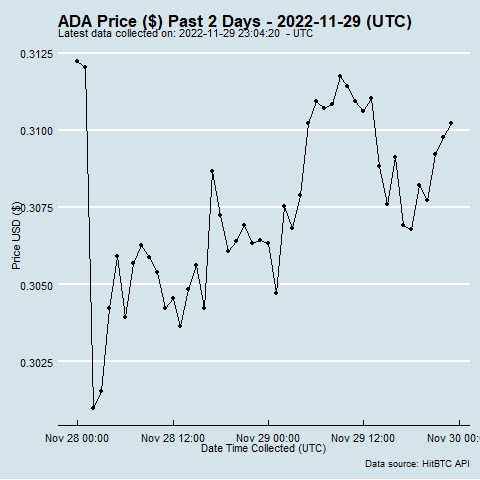 ADA Price ($) Past 2 Days - 2022-11-29 (UTC)
Latest data collected on: 2022-11-29 23:04:20 - UTC
0.3125
0.3100
0.3075
0.3050
0.3025
Price USD ($)
Nov 28 00:00 Nov 28 12:00 Nov 29 00:00 Nov 29 12:00 Nov 30 00:
Date Time Collected (UTC)
Data source: HitBTC API